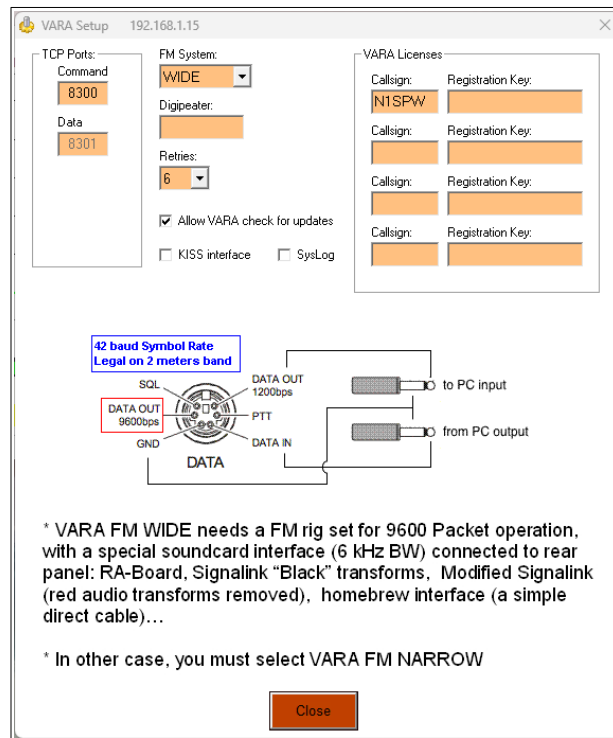 VARA Setup 192.168.1.15
TCP Ports:
Command
8300
Data
8301
FM System:
WIDE
Digipeater:
Retries:
6
Allow VARA check for updates
KISS interface
SysLog
VARA Licenses
Callsign: Registration Key:
N1SPW
Callsign: Registration Key:
Callsign: Registration Key:
Callsign: Registration Key:
42 baud Symbol Rate
Legal on 2 meters band
SQL
DATA OUT
9600bps
GND
DATA OUT
1200bps
PTT
DATA IN
DATA
to PC input
from PC output
* VARA FM WIDE needs a FM rig set for 9600 Packet operation,
with a special soundcard interface (6 kHz BW) connected to rear
panel: RA-Board, Signalink “Black” transforms, Modified Signalink
(red audio transforms removed), homebrew interface (a simple
direct cable)…
* In other case, you must select VARA FM NARROW
Close